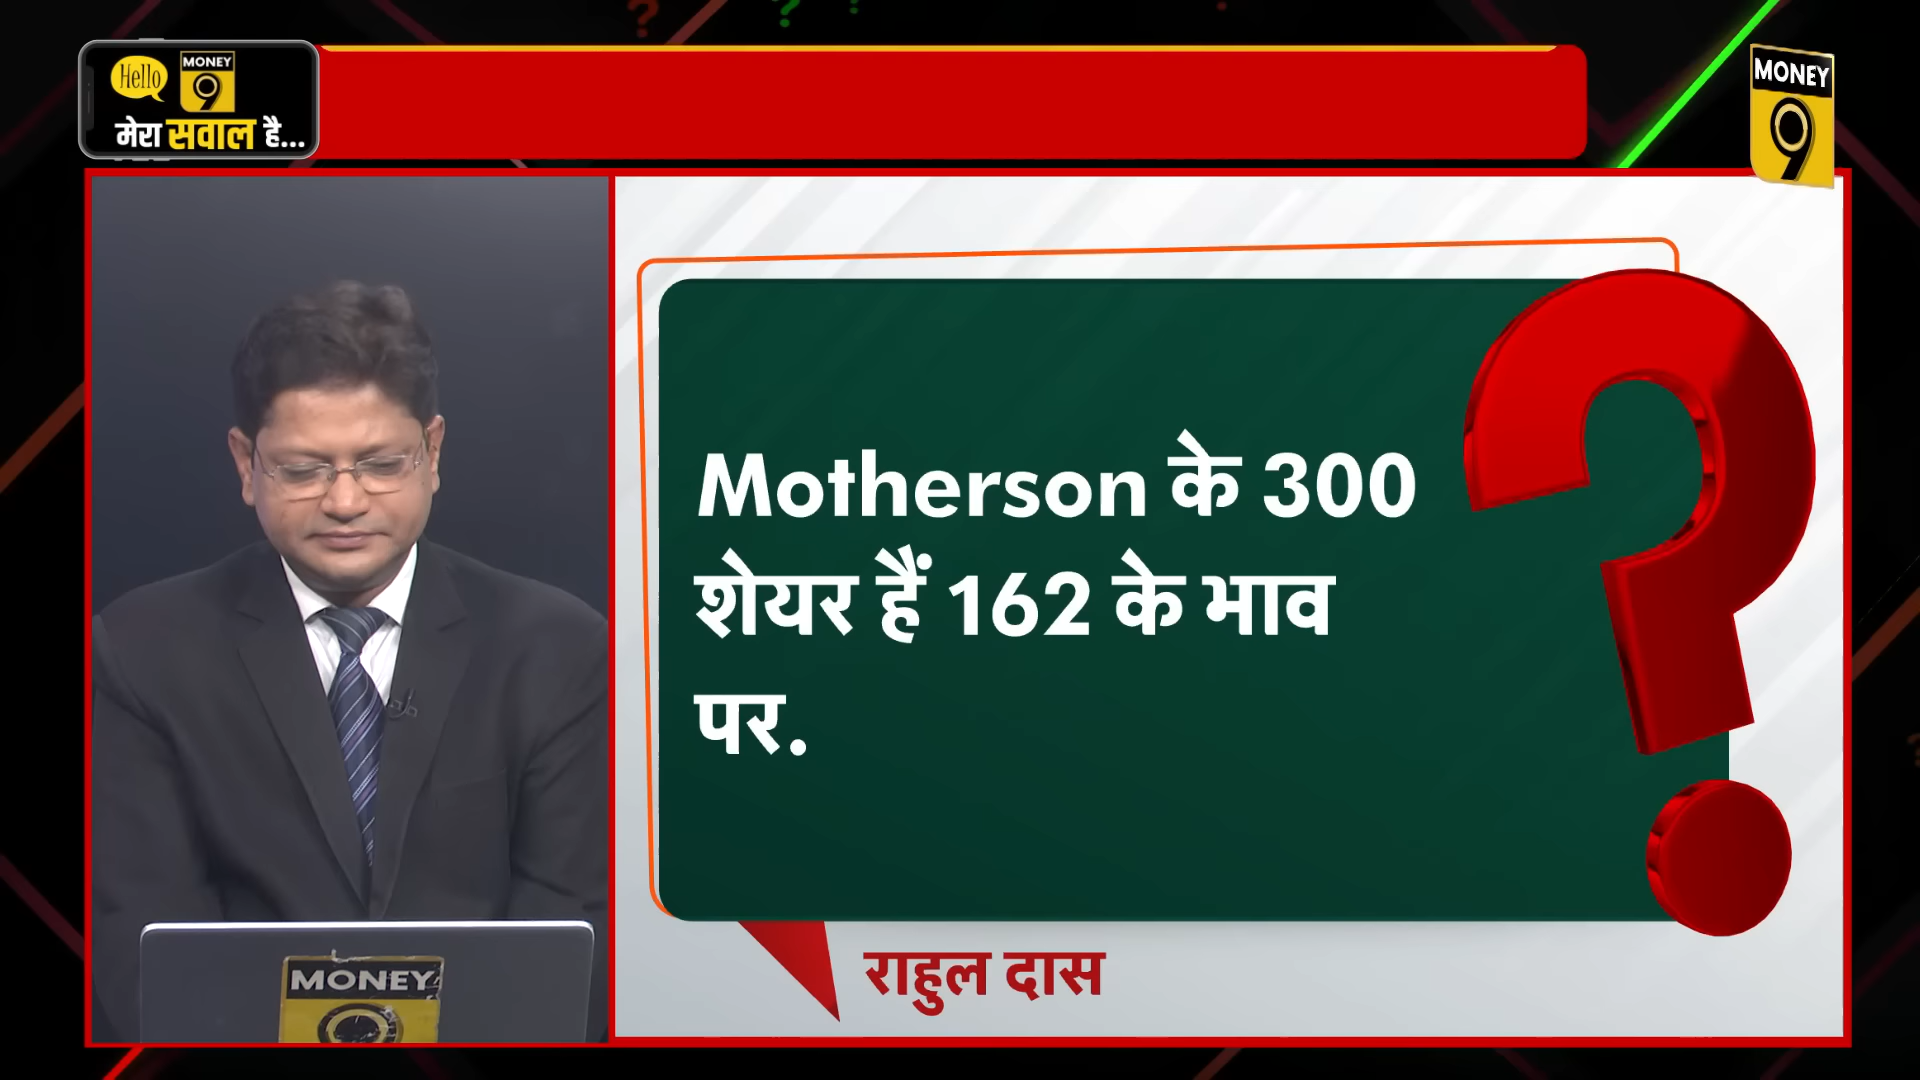 Hello
MONEY
9
मेरा सवाल है...
MONEY
9
Motherson के 300
शेयर हैं 162 के भाव
पर.
राहुल दास
MONEY